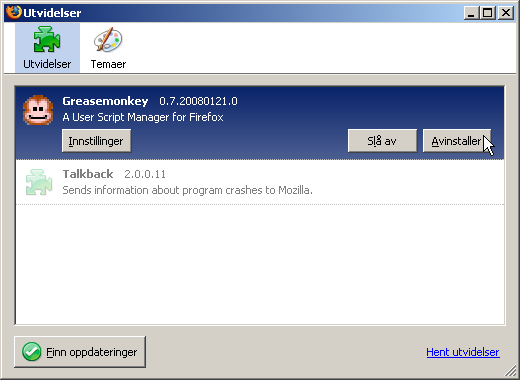 Utvidelser
Utvidelser
Temaer
Greasemonkey 0.7.20080121.0
A User Script Manager for Firefox
Innstillinger
Slå av
Avinstaller
Talkback 2.0.0.11
Sends information about program crashes to Mozilla.
Finn oppdateringer
Hent utvidelser